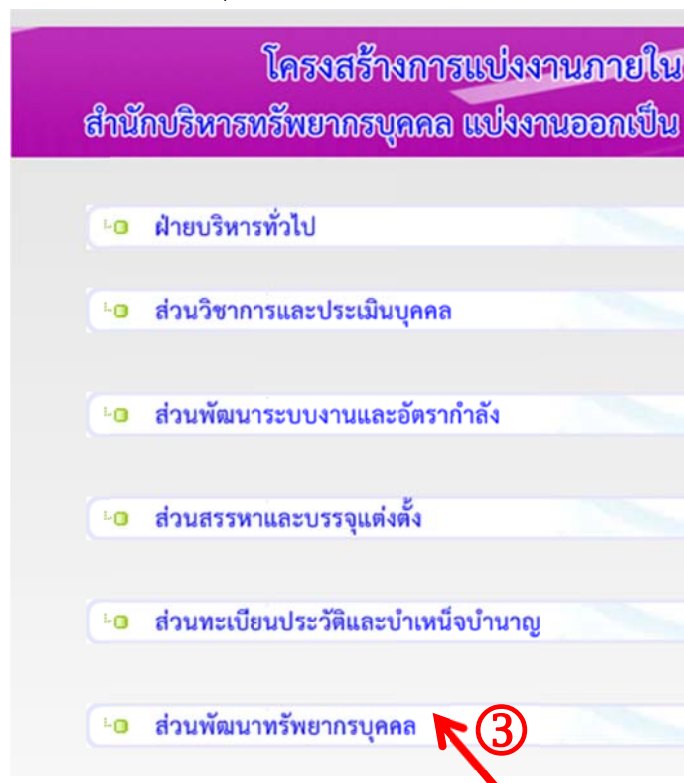 โครงสร้างการแบ่งงานภายใน
สำนักบริหารทรัพยากรบุคคล แบ่งงานออกเป็น
ฝ่ายบริหารทั่วไป
ส่วนวิชาการและประเมินบุคคล
ส่วนพัฒนาระบบงานและอัตรากำลัง
ส่วนสรรหาและบรรจุแต่งตั้ง
ส่วนทะเบียนประวัติและบำเหน็จบำนาญ
ส่วนพัฒนาทรัพยากรบุคคล ③